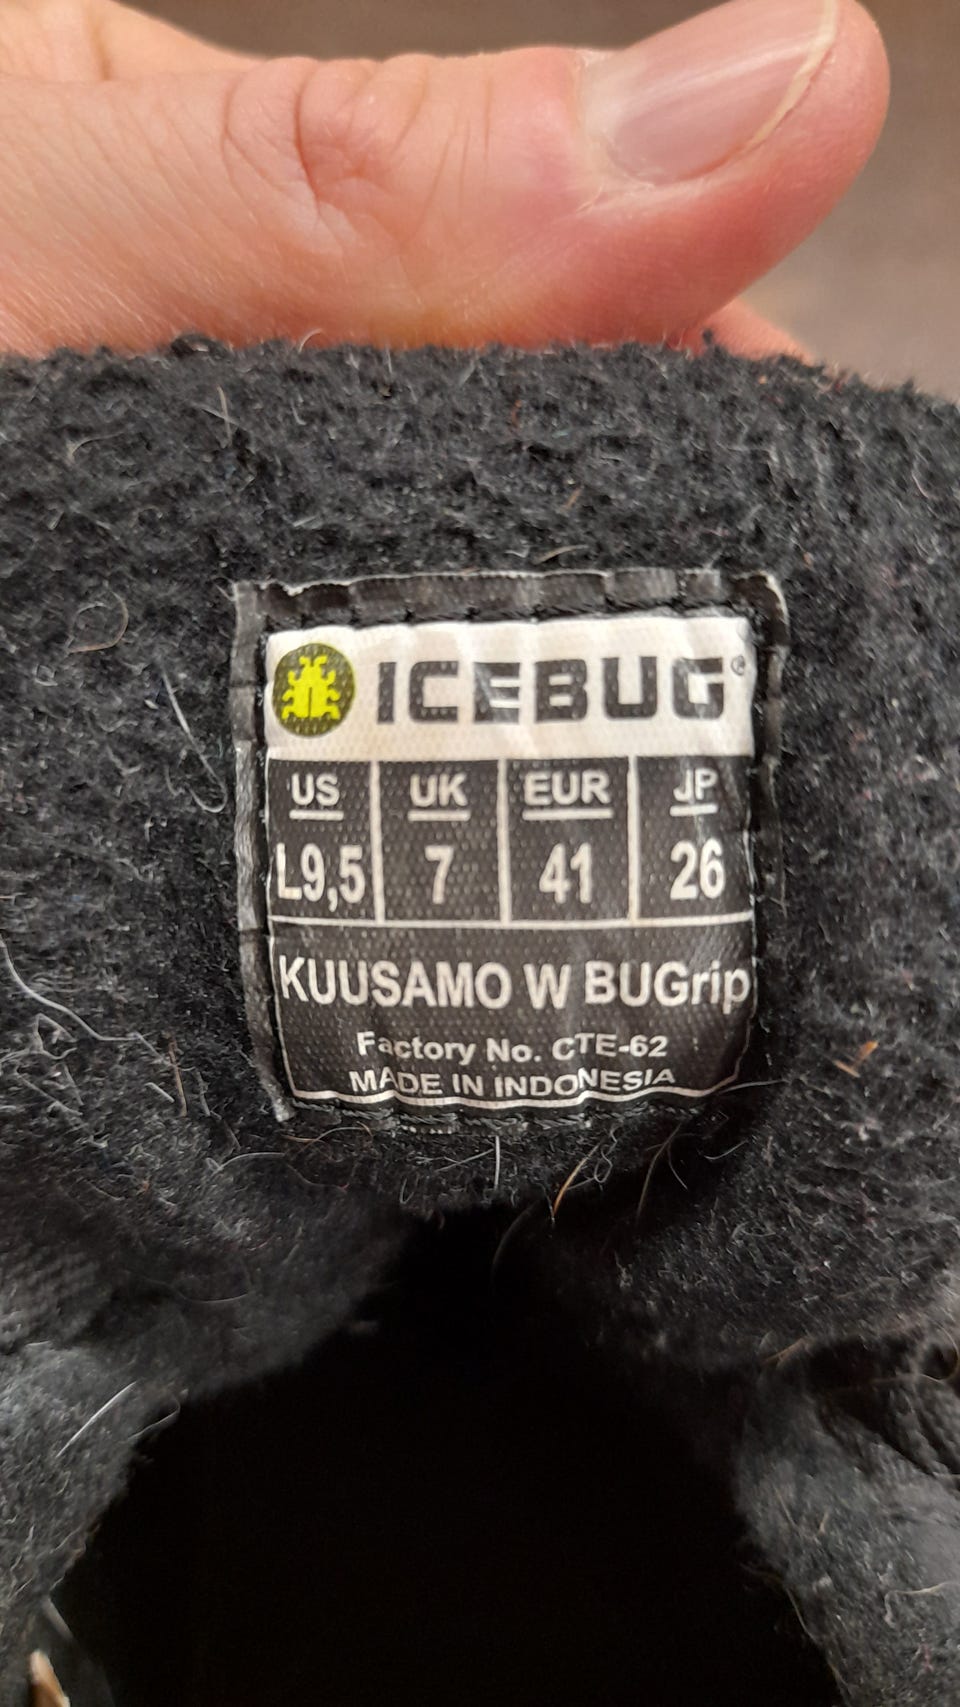 ICEBUG®
US UK EUR JP
L9,5 7 41 26
KUUSAMO W BUGrip
Factory No. CTE-62
MADE IN INDONESIA